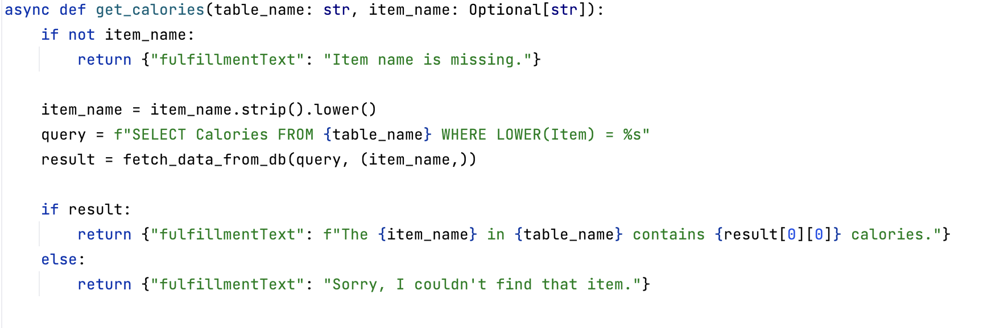 async def get_calories(table_name: str, item_name: Optional[str]):
    if not item_name:
        return {"fulfillmentText": "Item name is missing."}

    item_name = item_name.strip().lower()
    query = f"SELECT Calories FROM {table_name} WHERE LOWER(Item) = %s"
    result = fetch_data_from_db(query, (item_name,))

    if result:
        return {"fulfillmentText": f"The {item_name} in {table_name} contains {result[0][0]} calories."}
    else:
        return {"fulfillmentText": "Sorry, I couldn't find that item."}